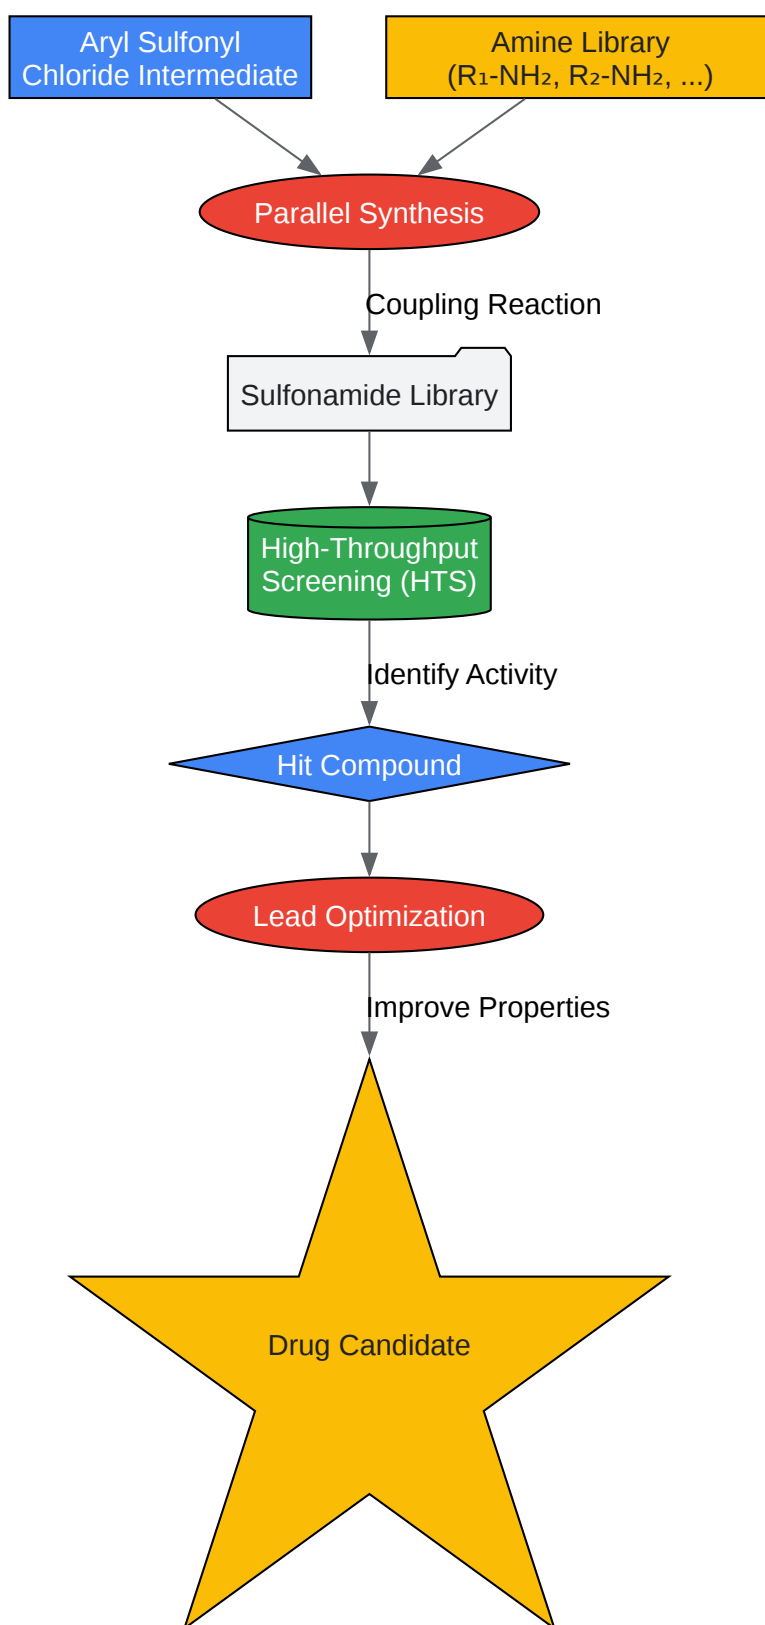 Aryl Sulfonyl
Chloride Intermediate
Amine Library
(R₁-NH₂, R₂-NH₂, ...)
Parallel Synthesis
Coupling Reaction
Sulfonamide Library
High-Throughput
Screening (HTS)
Identify Activity
Hit Compound
Lead Optimization
Improve Properties
Drug Candidate